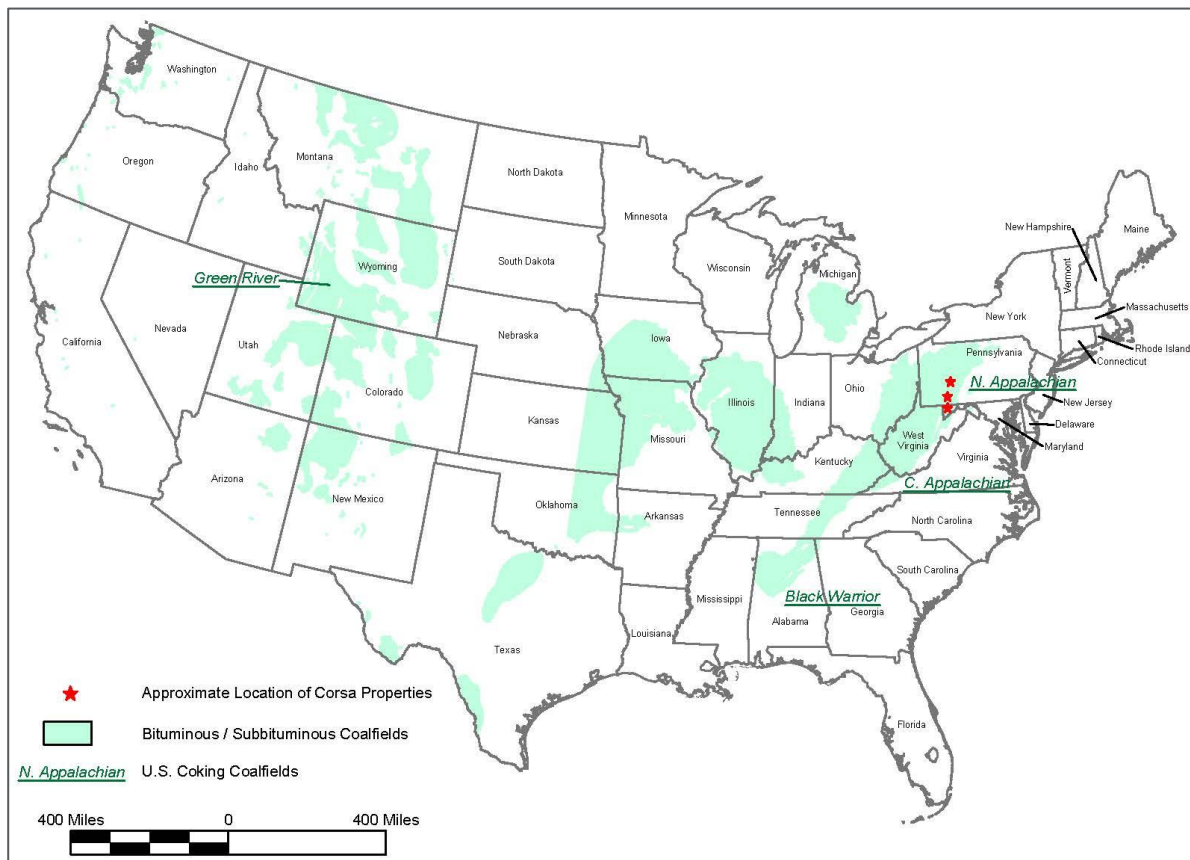 Washington
Oregon
Idaho
Montana
North Dakota
Minnesota
South Dakota
Wyoming
Green River
Wisconsin
Michigan
New Hampshire
Maine
Vermont
Massachusetts
New York
Rhode Island
Connecticut
Pennsylvania
N. Appalachian
New Jersey
Delaware
Maryland
California
Nevada
Utah
Colorado
Nebraska
Iowa
Kansas
Missouri
Illinois
Indiana
Ohio
West
Virginia
Virginia
Kentucky
C. Appalachian
Arizona
New Mexico
Oklahoma
Arkansas
Tennessee
North Carolina
South Carolina
Black Warrior
Mississippi
Alabama
Georgia
Louisiana
Texas
Florida
Approximate Location of Corsa Properties
Bituminous / Subbituminous Coalfields
N. Appalachian U.S. Coking Coalfields
400 Miles 0 400 Miles